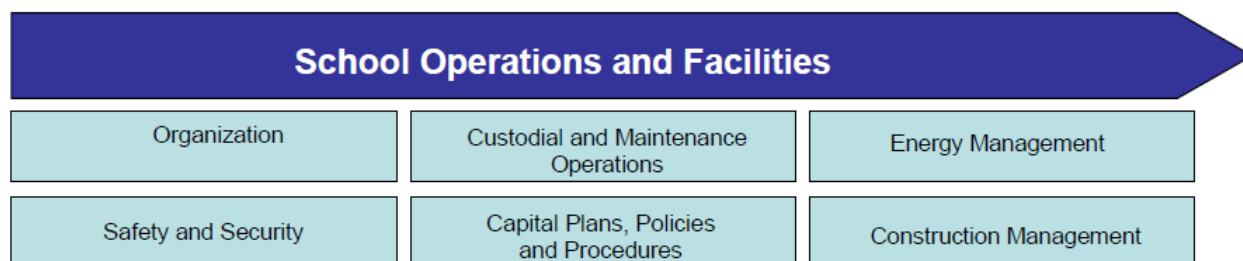 School Operations and Facilities
Organization
Custodial and Maintenance
Operations
Energy Management
Safety and Security
Capital Plans, Policies
and Procedures
Construction Management